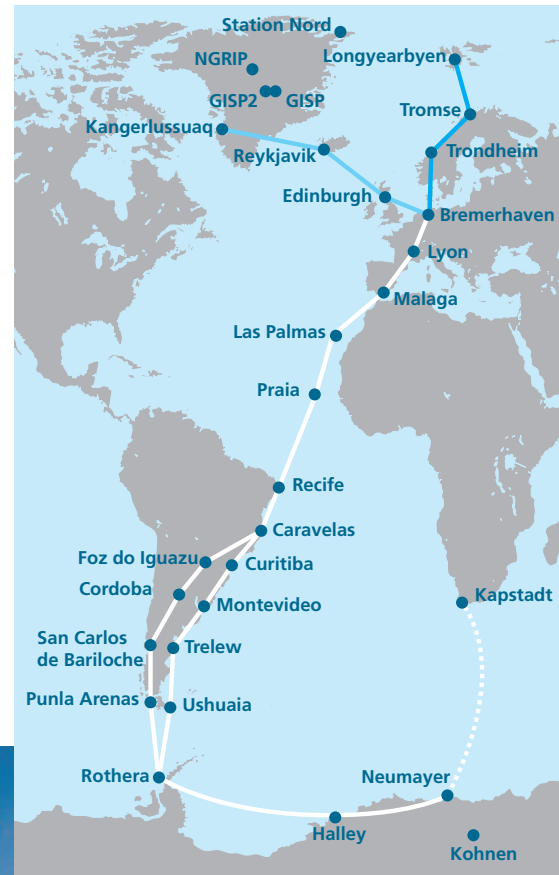 Station Nord
Longyearbyen
NGRIP
GISP2
GISP
Tromse
Kangerlussuaq
Reykjavik
Trondheim
Edinburgh
Bremerhaven
Lyon
Malaga
Las Palmas
Praia
Recife
Caravelas
Foz do Iguazu
Curitiba
Cordoba
Montevideo
Kapstadt
San Carlos
de Bariloche
Trelew
Punla Arenas
Ushuaia
Rothera
Neumayer
Halley
Kohnen